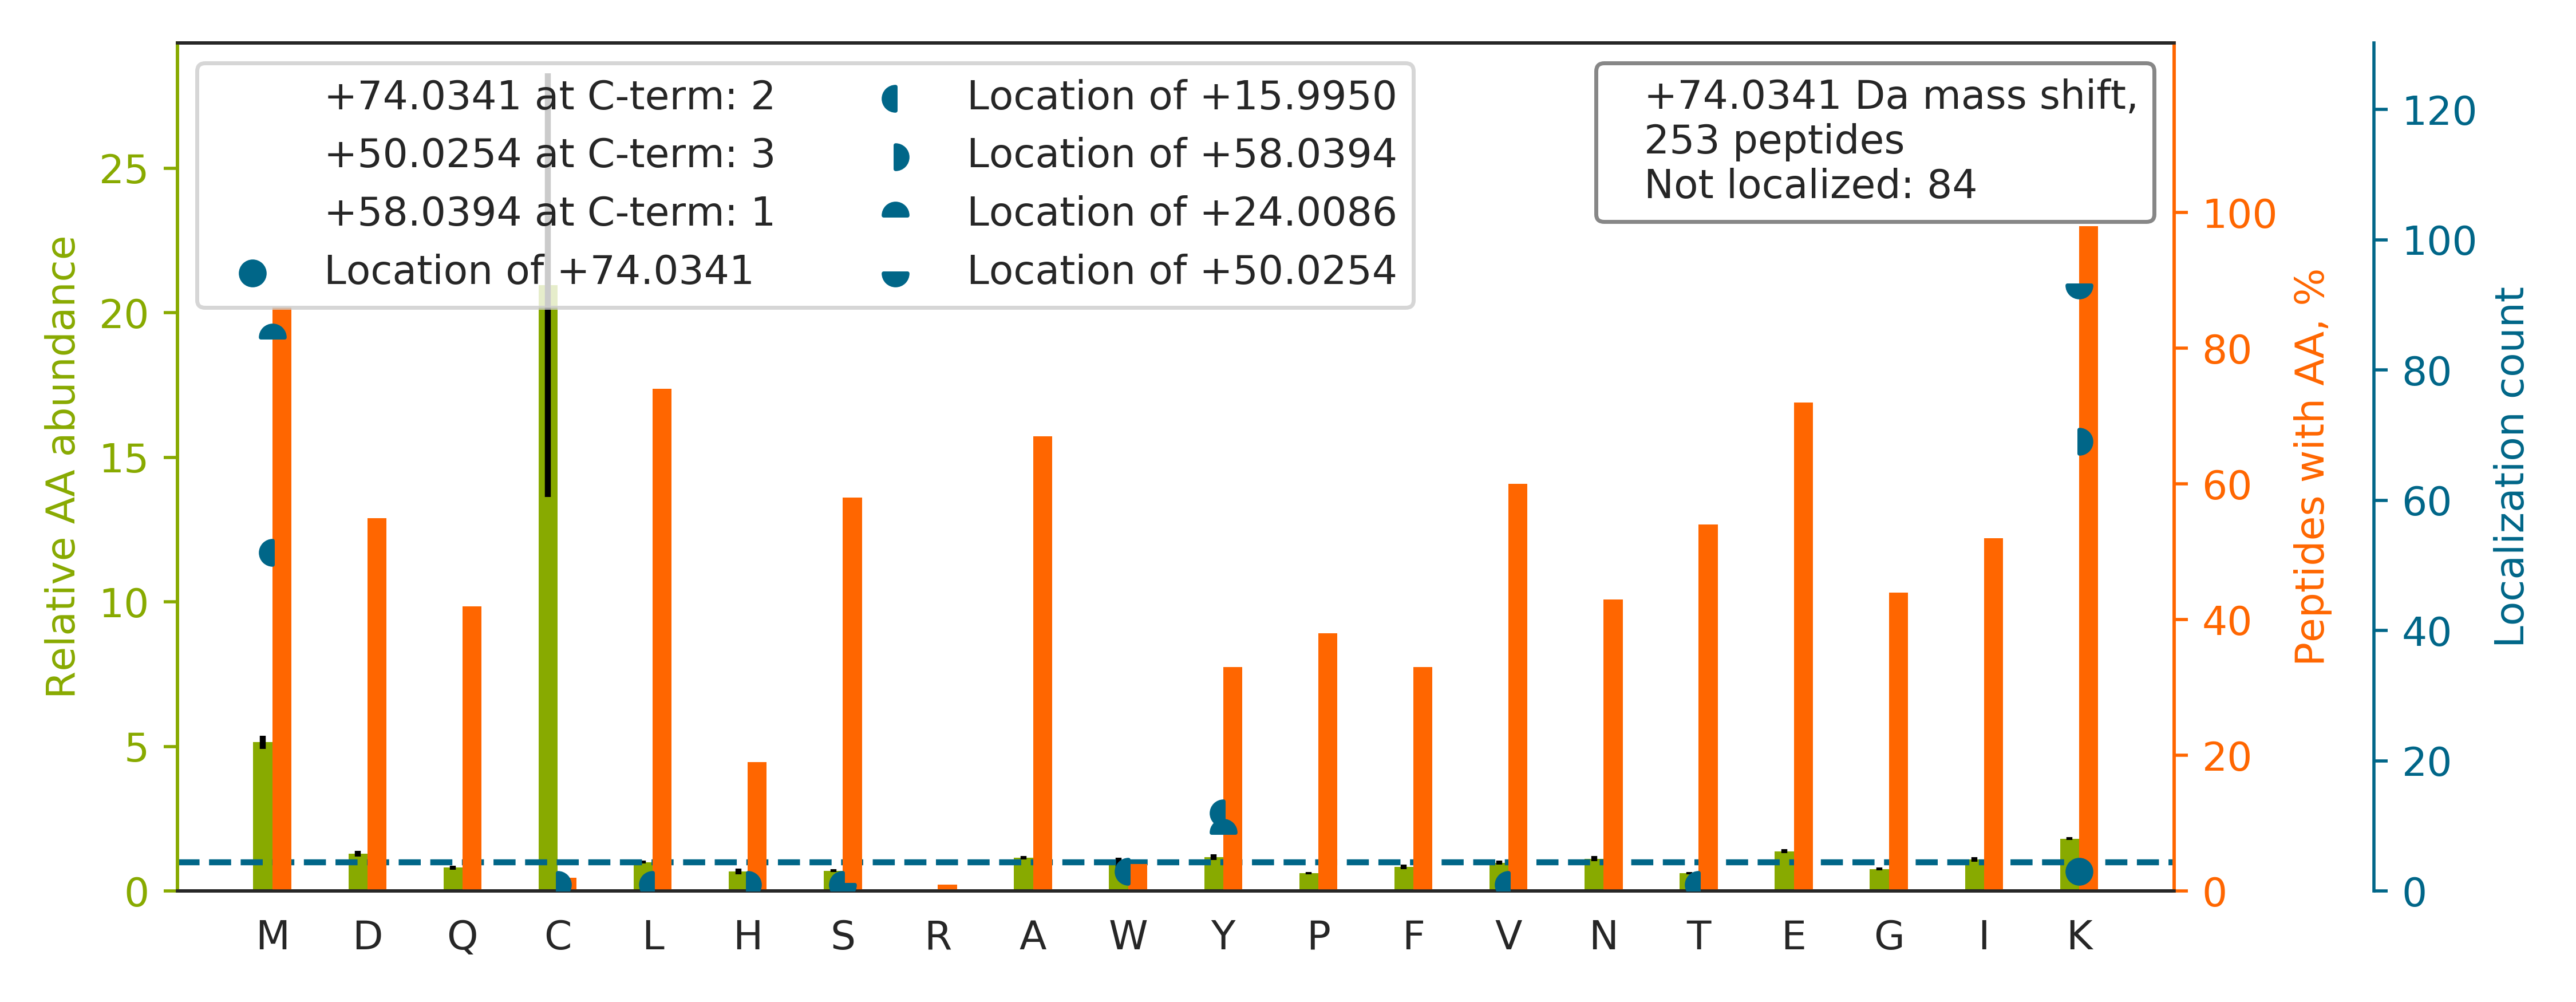 +74.0341 at C-term: 2
+50.0254 at C-term: 3
+58.0394 at C-term: 1
Location of +74.0341
Location of +15.9950
Location of +58.0394
Location of +24.0086
Location of +50.0254
+74.0341 Da mass shift,
253 peptides
Not localized: 84
Relative AA abundance
25
20
15
10
5
0
Peptides with AA, %
100
80
60
40
20
0
Localization count
120
100
80
60
40
20
0
M D Q C L H S R A W Y P F V N T E G I K